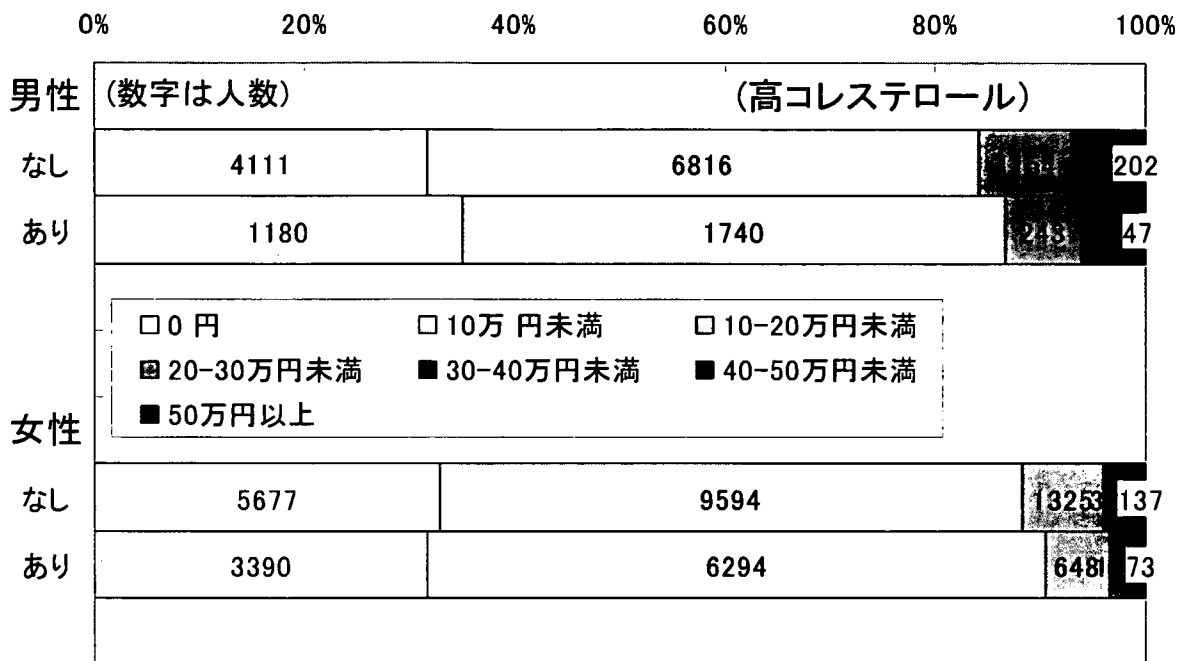 0% 20% 40% 60% 80% 100%
男性 (数字は人数) (高コレステロール)
なし 4111 6816 202
あり 1180 1740 243 47
□0 円 □10万 円未満 □10-20万円未満
20-30万円未満 ■30-40万円未満 ■40-50万円未満
■50万円以上
女性
なし 5677 9594 1325 137
あり 3390 6294 648 73